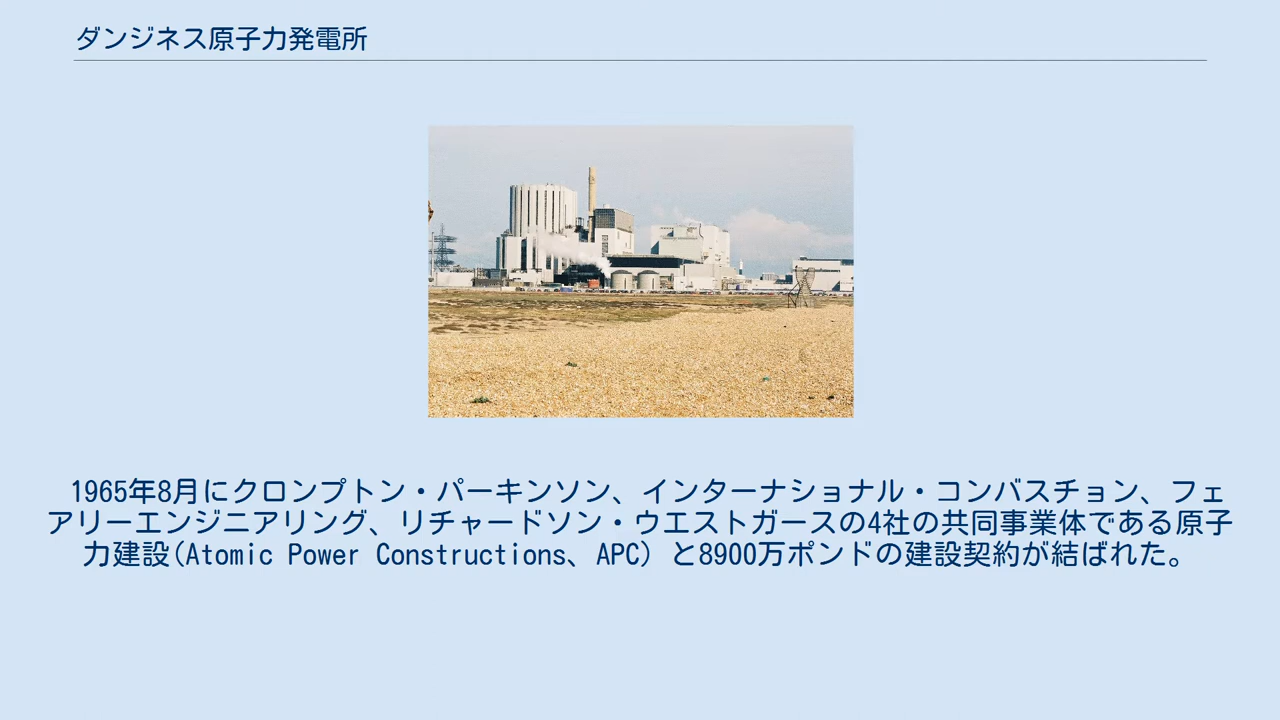 ダンジネス原子力発電所
1965年8月にクロンプトン・パーキンソン、インターナショナル・コンバスチョン、フェ
アリーエンジニアリング、リチャードソン・ウエストガースの4社の共同事業体である原子
力建設(Atomic Power Constructions、APC) と8900万ポンドの建設契約が結ばれた。